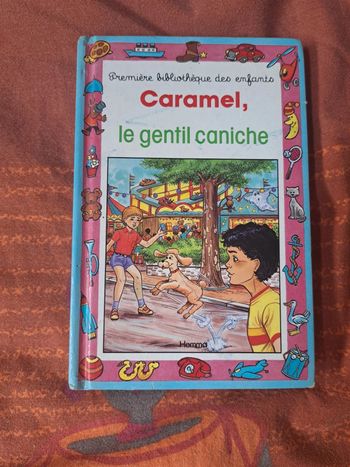 Première bibliothèque des enfants
Caramel,
le gentil caniche
Hemma